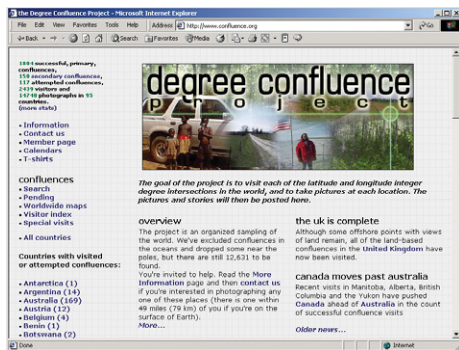 the Degree Confluence Project - Microsoft Internet Explorer
File Edit View Favorites Tools Help Address http://www.confluence.org Go
Back Search Favorites Media
successful, primary,
confluences,
158 secondary confluences,
117 attempted confluences,
2439 visitors and
14740 photographs in 93
countries.
(more stats)
• Information
• Contact us
• Member page
• Calendars
• T-shirts
confluences
• Search
• Pending
• Worldwide maps
• Visitor index
• Special visits
• All countries
Countries with visited
or attempted confluences:
• Antarctica (1)
• Argentina (14)
• Australia (169)
• Austria (12)
• Belgium (4)
• Benin (1)
• Botswana (2)
degree confluence
project
The goal of the project is to visit each of the latitude and longitude integer
degree intersections in the world, and to take pictures at each location. The
pictures and stories will then be posted here.
overview
The project is an organized sampling of
the world. We've excluded confluences in
the oceans and dropped some near the
poles, but there are still 12,631 to be
found.
You're invited to help. Read the More
Information page and then contact us
if you're interested in photographing any
one of these places (there is one within
49 miles (79 km) of you if you're on the
surface of Earth).
More...
the uk is complete
Although some offshore points with views
of land remain, all of the land-based
confluences in the United Kingdom have
now been visited.
canada moves past australia
Recent visits in Manitoba, Alberta, British
Columbia and the Yukon have pushed
Canada ahead of Australia in the count
of successful confluence visits
Older news...
Done Internet